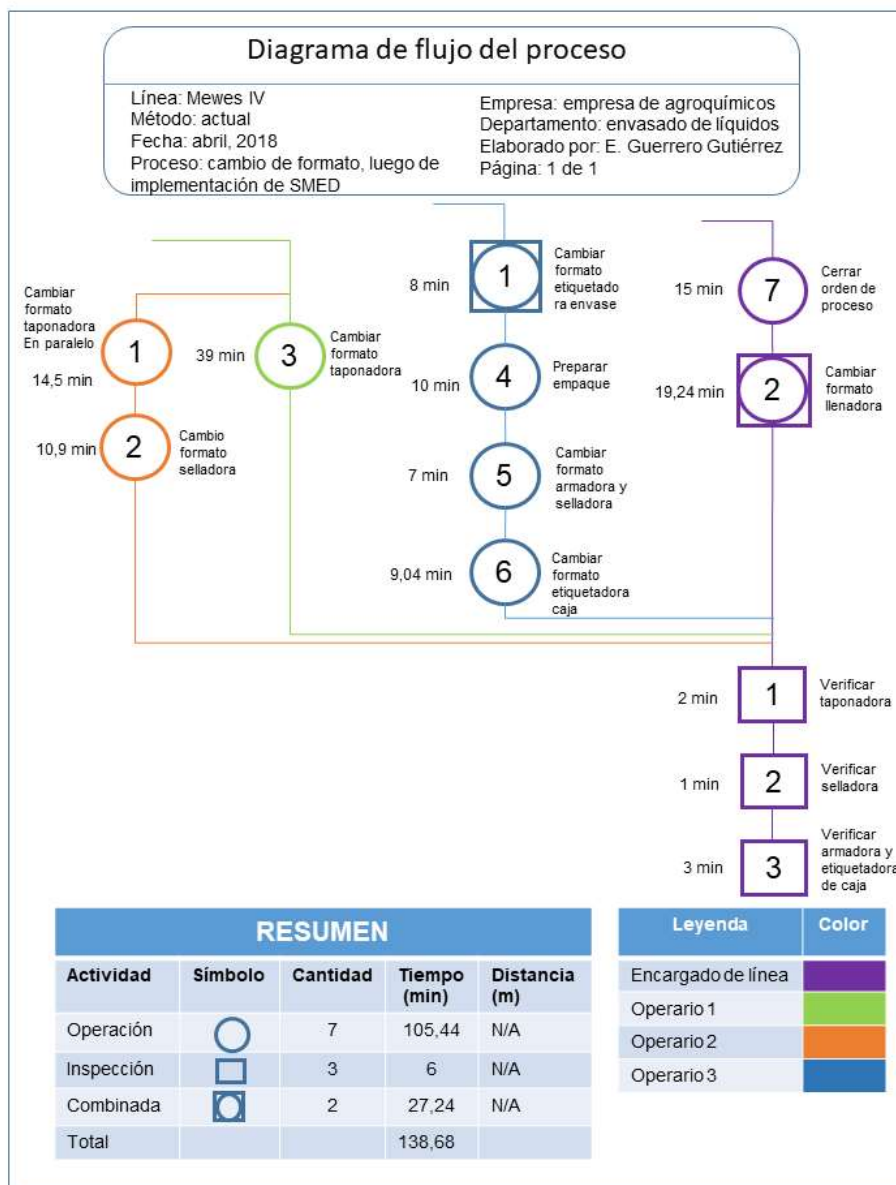 Diagrama de flujo del proceso
Línea: Mewes IV
Método: actual
Fecha: abril, 2018
Proceso: cambio de formato, luego de
implementación de SMED
Empresa: empresa de agroquímicos
Departamento: envasado de líquidos
Elaborado por: E. Guerrero Gutiérrez
Página: 1 de 1
Cambiar
formato
taponadora
En paralelo
14,5 min
1
10,9 min
2
Cambio
formato
selladora
39 min
3
Cambiar
formato
taponadora
8 min
1
Cambiar
formato
etiquetado
ra envase
10 min
4
Preparar
empaque
7 min
5
Cambiar
formato
armadora y
selladora
9,04 min
6
Cambiar
formato
etiquetadora
caja
15 min
7
Cerrar
orden de
proceso
19,24 min
2
Cambiar
formato
llenadora
2 min
1
Verificar
taponadora
1 min
2
Verificar
selladora
3 min
3
Verificar
armadora y
etiquetadora
de caja
RESUMEN
Actividad Símbolo Cantidad Tiempo (min) Distancia (m)
Operación 7 105,44 N/A
Inspección 3 6 N/A
Combinada 2 27,24 N/A
Total 138,68
Leyenda Color
Encargado de línea
Operario 1
Operario 2
Operario 3